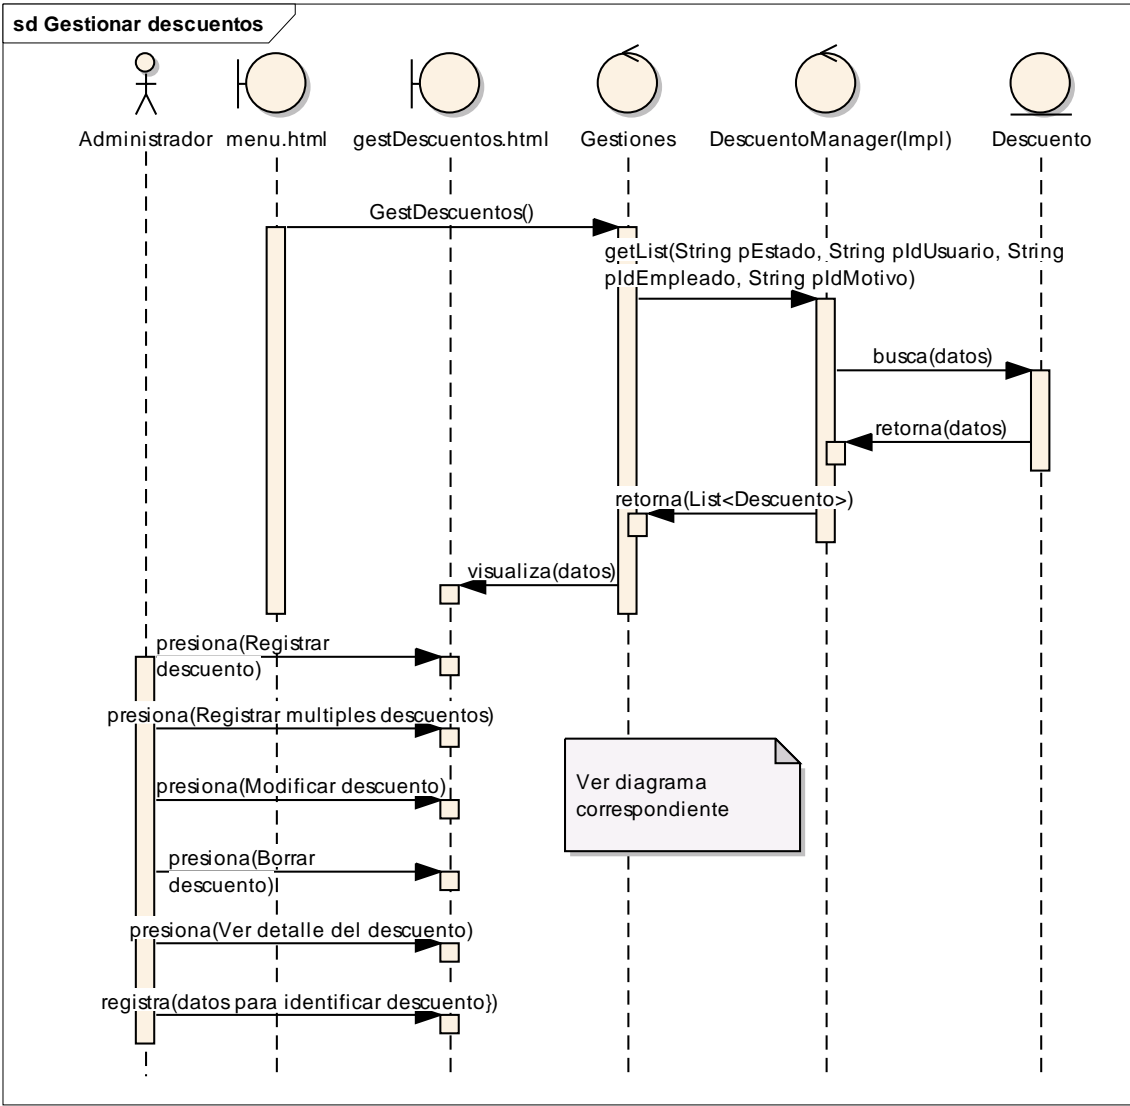 sd Gestionar descuentos
Administrador
menu.html
gestDescuentos.html
Gestiones
DescuentoManager(Impl)
Descuento
GestDescuentos()
getList(String pEstado, String pIdUsuario, String
pIdEmpleado, String pIdMotivo)
busca(datos)
retorna(datos)
retorna(List<Descuento>)
visualiza(datos)
presiona(Registrar
descuento)
presiona(Registrar multiples descuentos)
presiona(Modificar descuento)
Ver diagrama
correspondiente
presiona(Borrar
descuento)
presiona(Ver detalle del descuento)
registra(datos para identificar descuento})